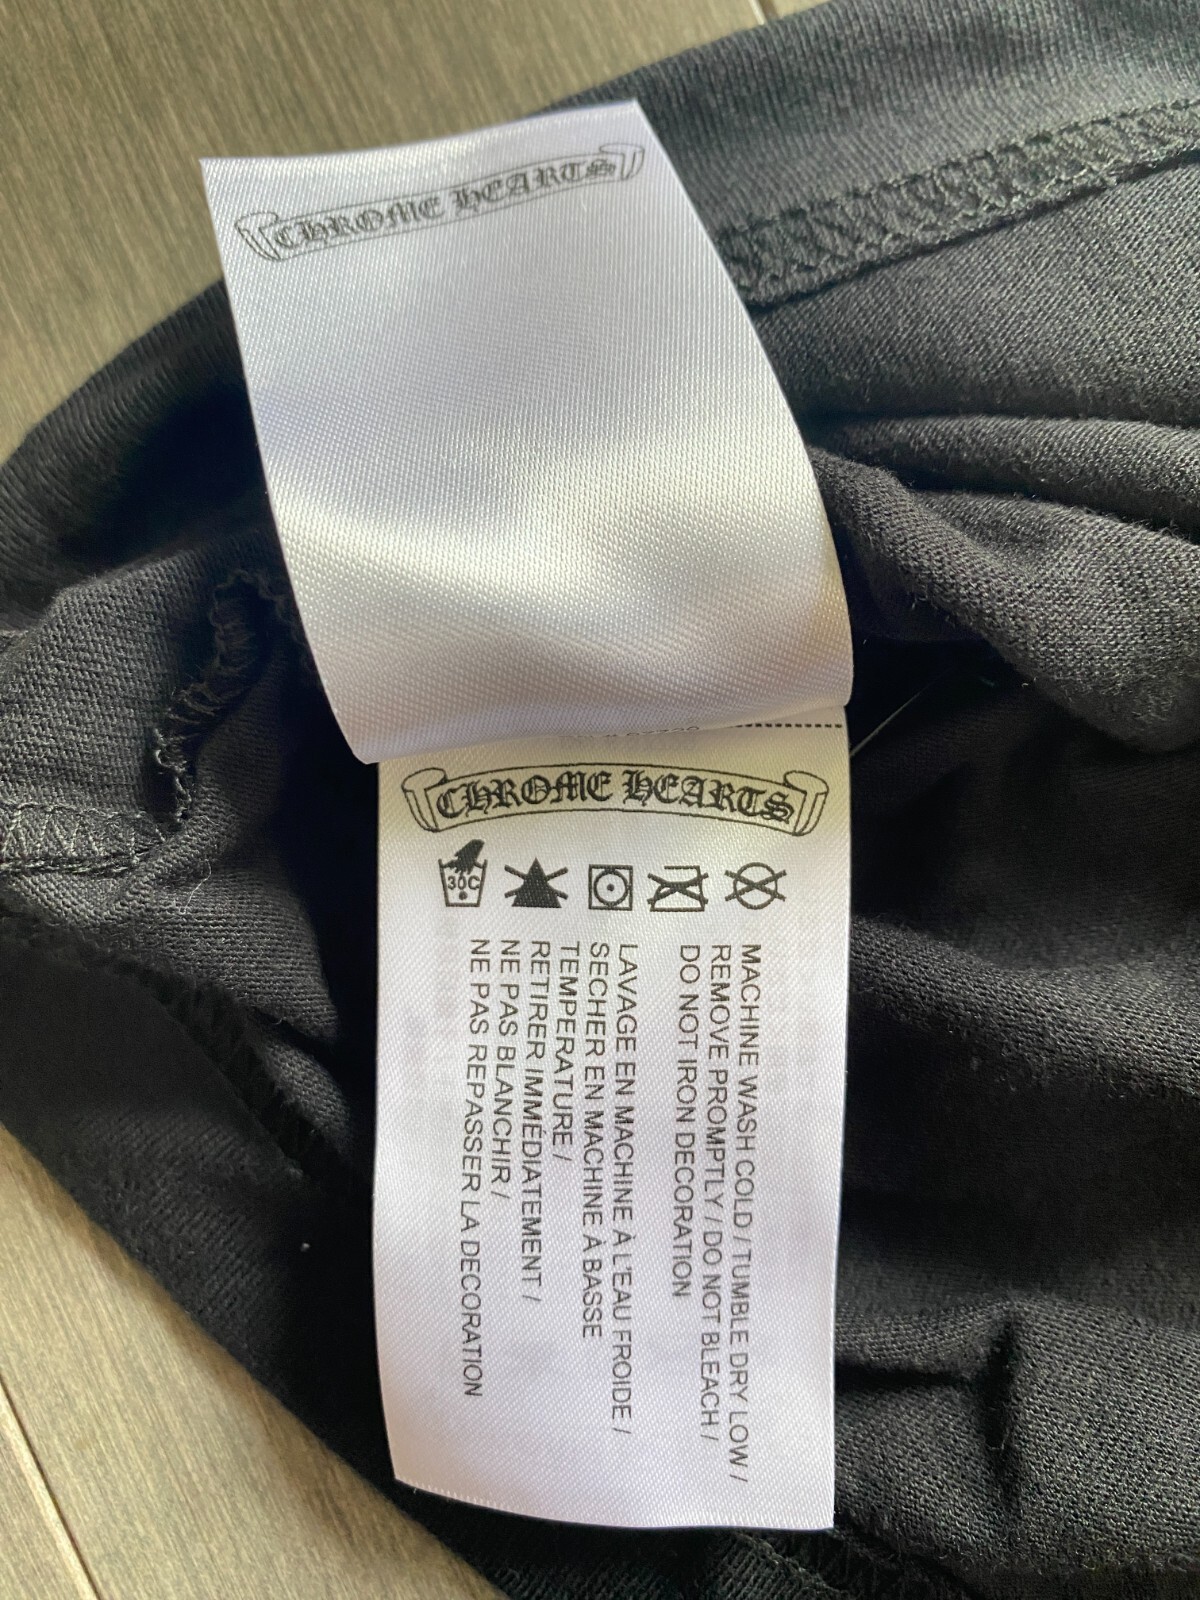 CHROME HEARTS
CHROME HEARTS
30C
MACHINE WASH COLD / TUMBLE DRY LOW /
REMOVE PROMPTLY / DO NOT BLEACH /
DO NOT IRON DECORATION
LAVAGE EN MACHINE À L'EAU FROIDE /
SECHER EN MACHINE À BASSE
TEMPERATURE /
RETIRER IMMÉDIATEMENT /
NE PAS BLANCHIR /
NE PAS REPASSER LA DECORATION